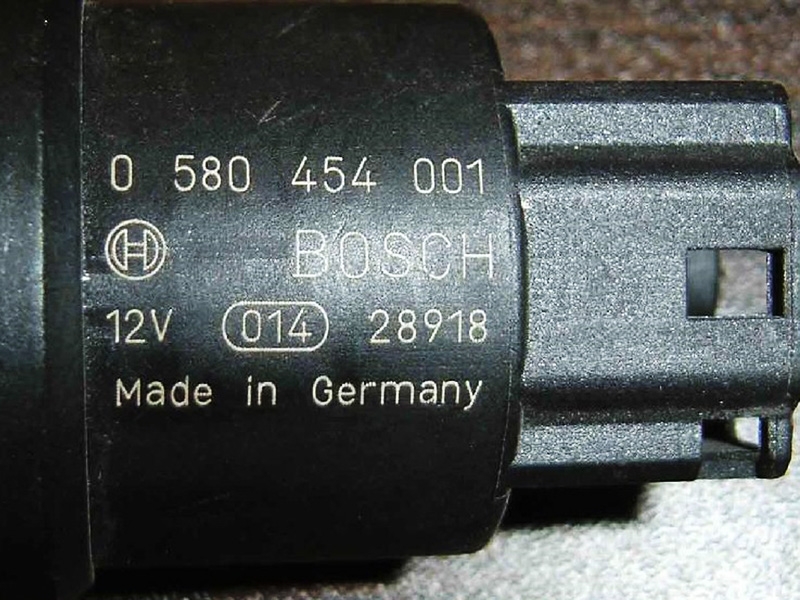 0 580 454 001
BOSCH
12V 014 28918
Made in Germany